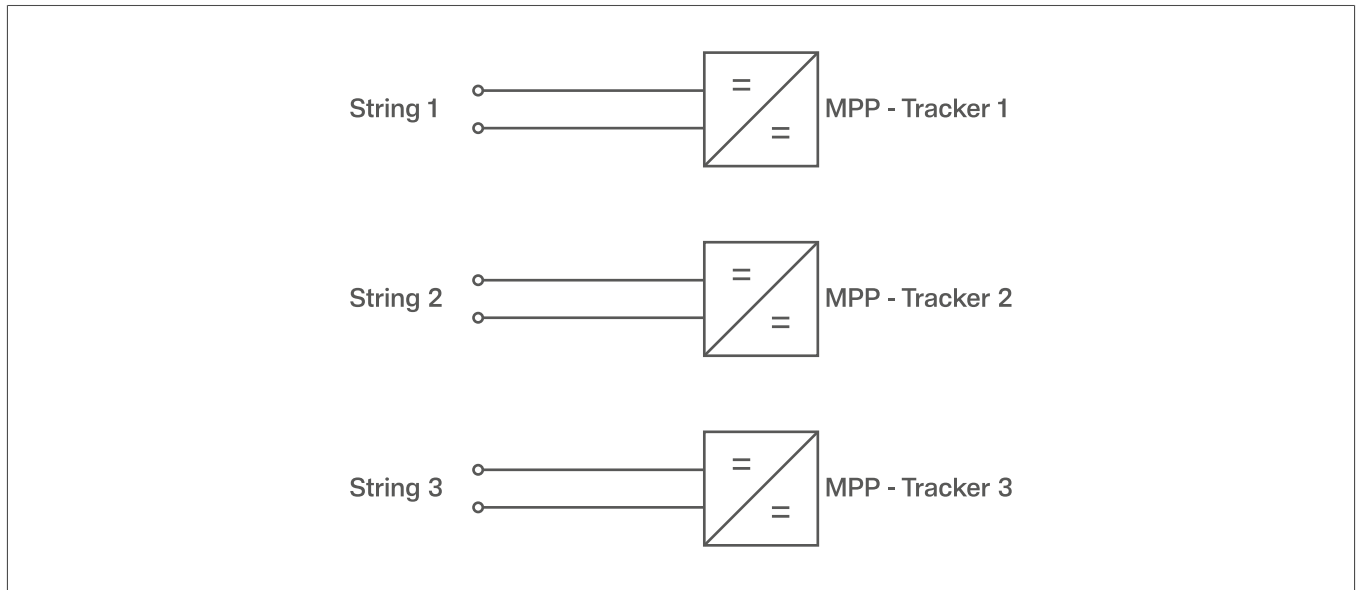 String 1
MPP - Tracker 1
String 2
MPP - Tracker 2
String 3
MPP - Tracker 3